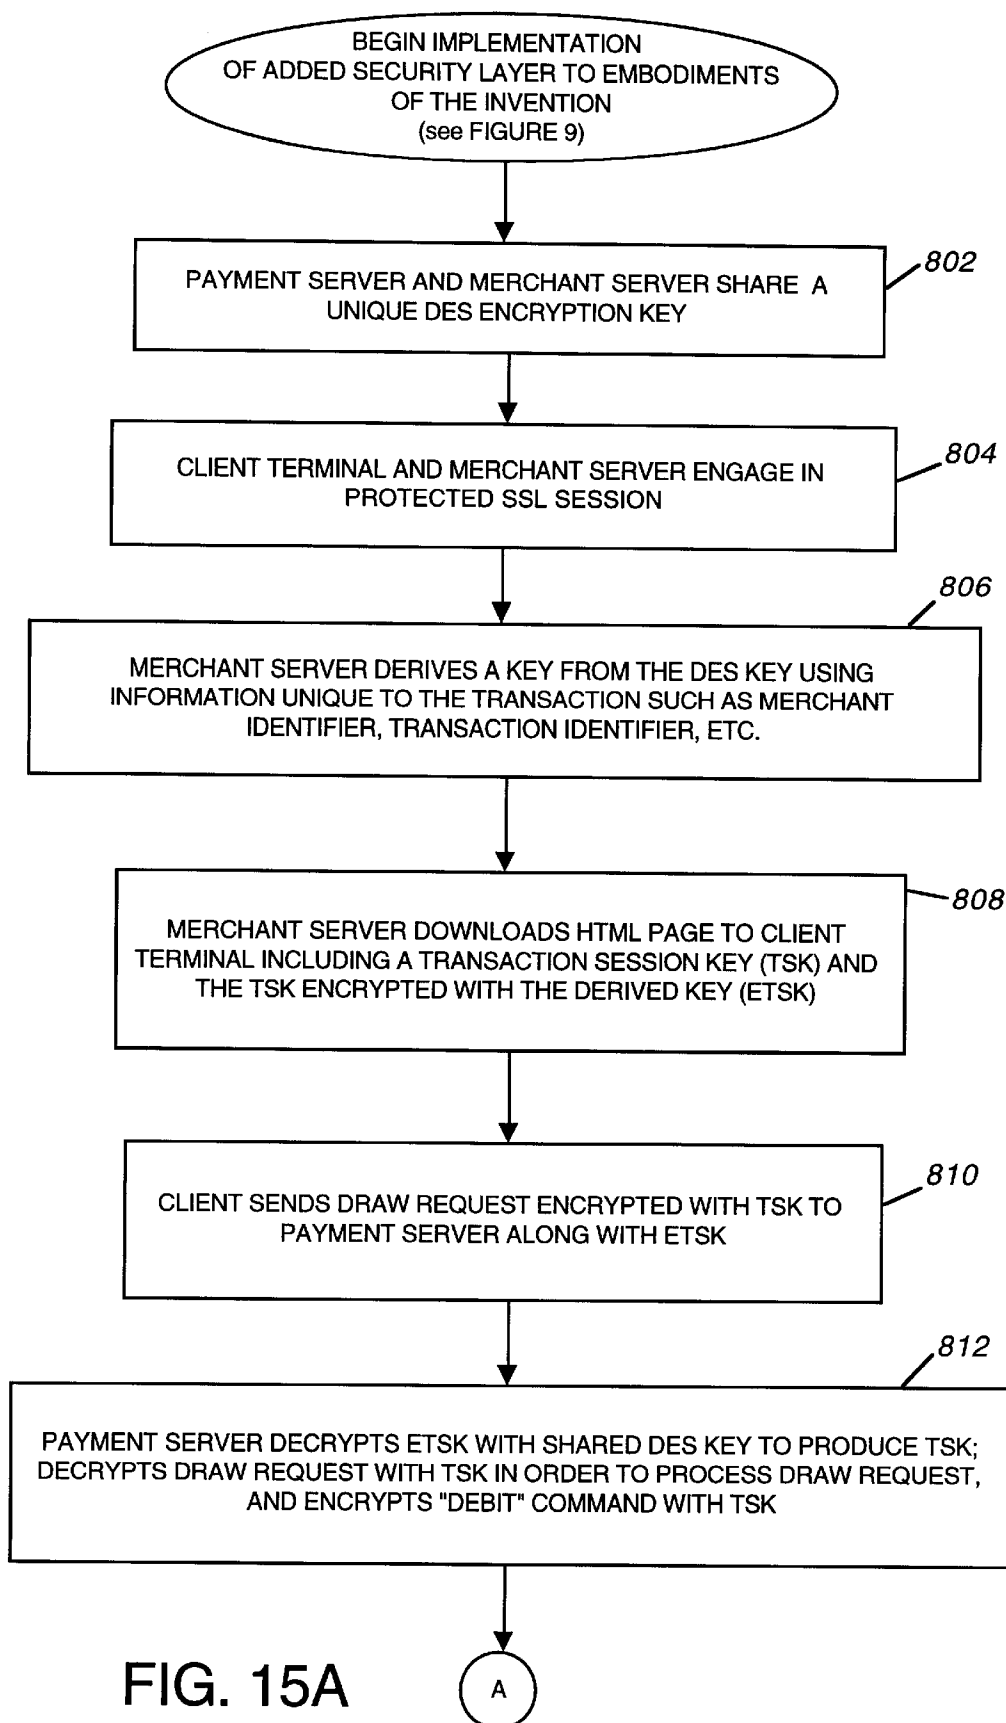 BEGIN IMPLEMENTATION
OF ADDED SECURITY LAYER TO EMBODIMENTS
OF THE INVENTION
(see FIGURE 9)
802
PAYMENT SERVER AND MERCHANT SERVER SHARE A
UNIQUE DES ENCRYPTION KEY
804
CLIENT TERMINAL AND MERCHANT SERVER ENGAGE IN
PROTECTED SSL SESSION
806
MERCHANT SERVER DERIVES A KEY FROM THE DES KEY USING
INFORMATION UNIQUE TO THE TRANSACTION SUCH AS MERCHANT
IDENTIFIER, TRANSACTION IDENTIFIER, ETC.
808
MERCHANT SERVER DOWNLOADS HTML PAGE TO CLIENT
TERMINAL INCLUDING A TRANSACTION SESSION KEY (TSK) AND
THE TSK ENCRYPTED WITH THE DERIVED KEY (ETSK)
810
CLIENT SENDS DRAW REQUEST ENCRYPTED WITH TSK TO
PAYMENT SERVER ALONG WITH ETSK
812
PAYMENT SERVER DECRYPTS ETSK WITH SHARED DES KEY TO PRODUCE TSK;
DECRYPTS DRAW REQUEST WITH TSK IN ORDER TO PROCESS DRAW REQUEST,
AND ENCRYPTS "DEBIT" COMMAND WITH TSK
FIG. 15A
A